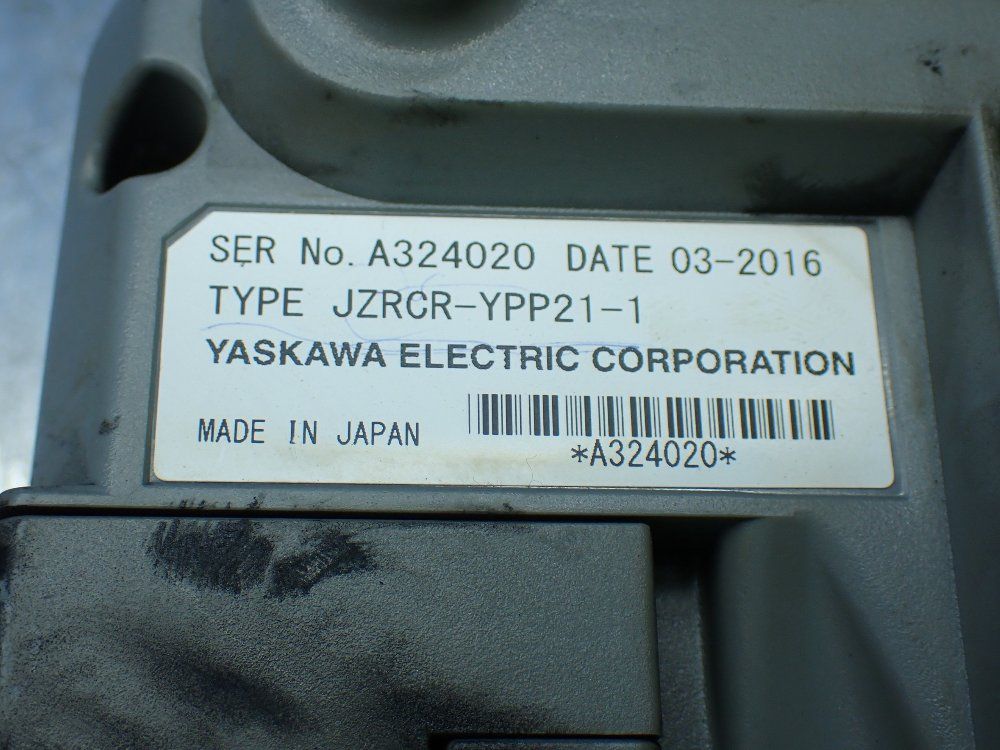 SER No. A324020 DATE 03-2016
TYPE JZRCR-YPP21-1
YASKAWA ELECTRIC CORPORATION
MADE IN JAPAN
*A324020*